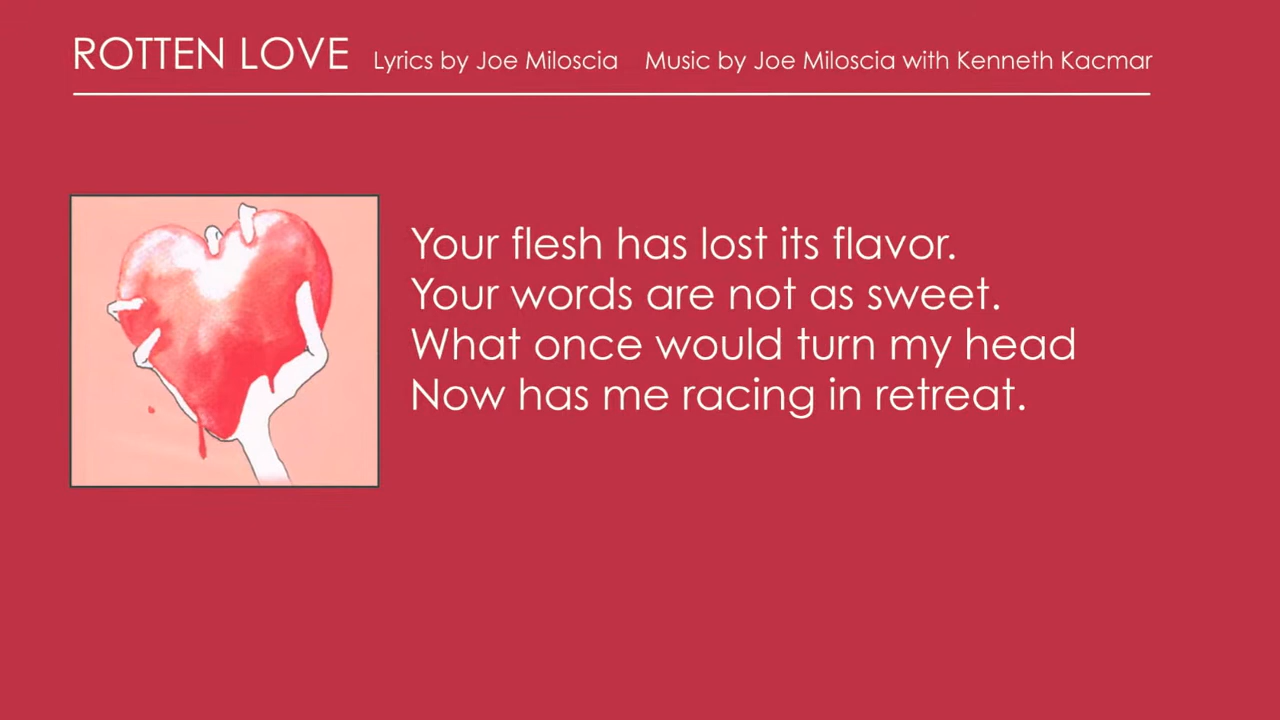 ROTTEN LOVE Lyrics by Joe Miloscia Music by Joe Miloscia with Kenneth Kacmar
Your flesh has lost its flavor.
Your words are not as sweet.
What once would turn my head
Now has me racing in retreat.